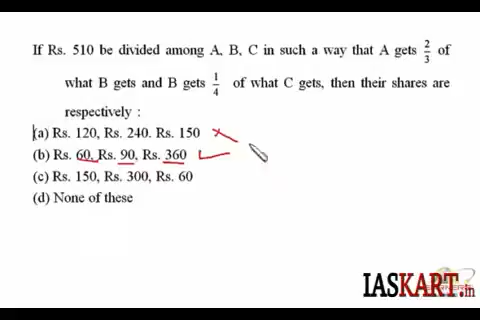 If Rs. 510 be divided among A, B, C in such a way that A gets 2/3 of
what B gets and B gets 1/4 of what C gets, then their shares are
respectively :
(a) Rs. 120, Rs. 240. Rs. 150
(b) Rs. 60, Rs. 90, Rs. 360
(c) Rs. 150, Rs. 300, Rs. 60
(d) None of these
IASKART.in